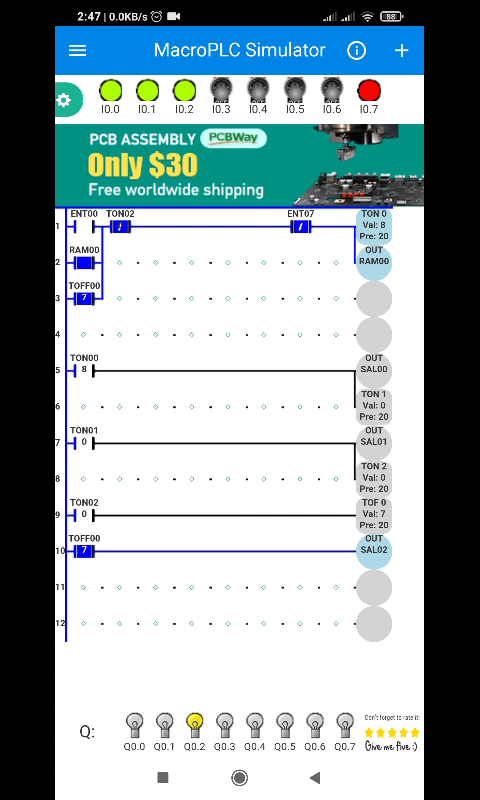 2:47 | 0.0KB/s 88
MacroPLC Simulator
I0.0 I0.1 I0.2 I0.3 I0.4 I0.5 I0.6 I0.7
PCB ASSEMBLY PCBWay
Only $30
Free worldwide shipping
ENT00 TON02 ENT07 TON 0
1 / / Val: 8
Pre: 20
RAM00 OUT
2 RAM00
TOFF00
3 7
4
TON00 OUT
5 8 SAL00
TON 1
6 Val: 0
Pre: 20
TON01 OUT
7 0 SAL01
TON 2
8 Val: 0
Pre: 20
TON02 TOF 0
9 0 Val: 7
Pre: 20
TOFF00 OUT
10 7 SAL02
11
12
Don't forget to rate it!
Q:
Give me five :)
Q0.0 Q0.1 Q0.2 Q0.3 Q0.4 Q0.5 Q0.6 Q0.7